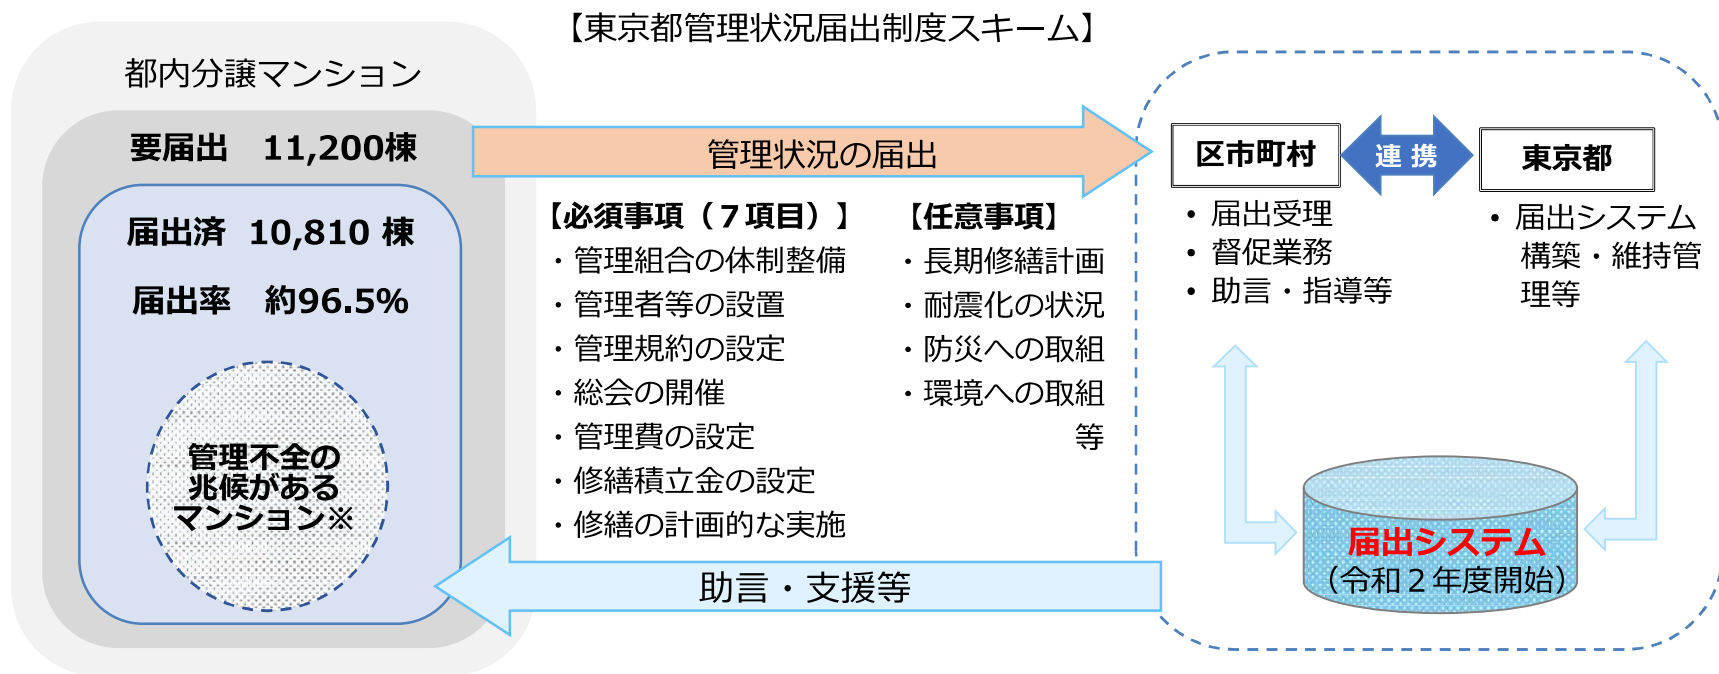 【東京都管理状況届出制度スキーム】
都内分譲マンション
要届出　11,200棟
届出済 10,810 棟
届出率　約96.5%
管理不全の
兆候がある
マンション※
管理状況の届出
【必須事項（７項目）】
・管理組合の体制整備
・管理者等の設置
・管理規約の設定
・総会の開催
・管理費の設定
・修繕積立金の設定
・修繕の計画的な実施
【任意事項】
・長期修繕計画
・耐震化の状況
・防災への取組
・環境への取組
等
助言・支援等
区市町村
連 携
東京都
• 届出受理
• 督促業務
• 助言・指導等
• 届出システム
構築・維持管
理等
届出システム
（令和２年度開始）